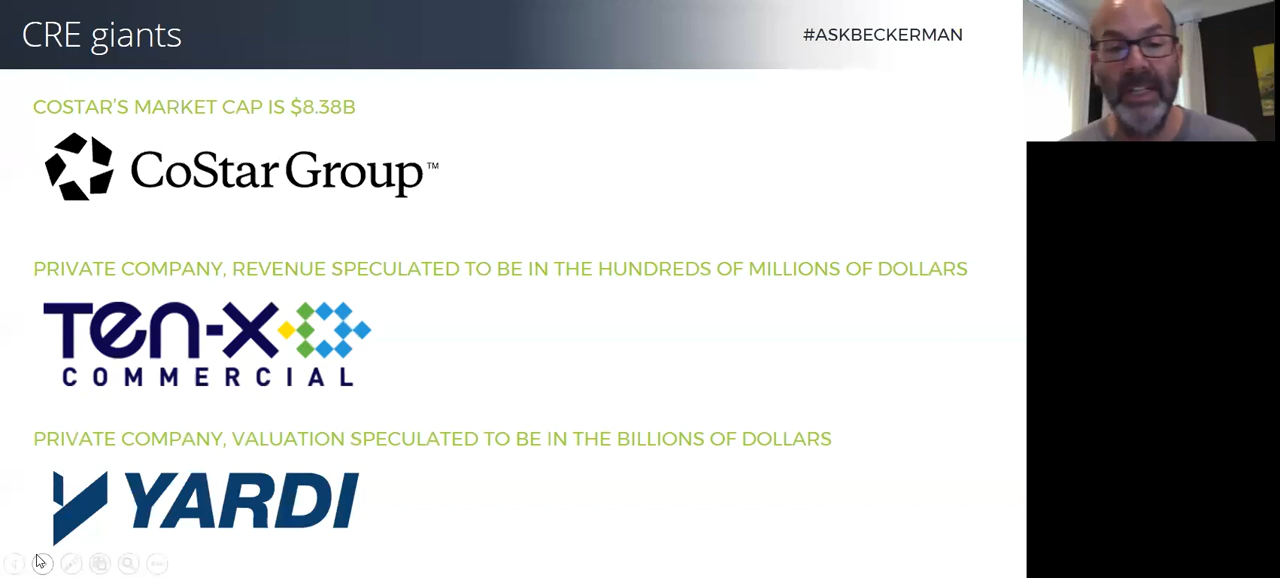 CRE giants
#ASKBECKERMAN
COSTAR'S MARKET CAP IS $8.38B
CoStar Group™
PRIVATE COMPANY, REVENUE SPECULATED TO BE IN THE HUNDREDS OF MILLIONS OF DOLLARS
Ten-X
COMMERCIAL
PRIVATE COMPANY, VALUATION SPECULATED TO BE IN THE BILLIONS OF DOLLARS
YARDI